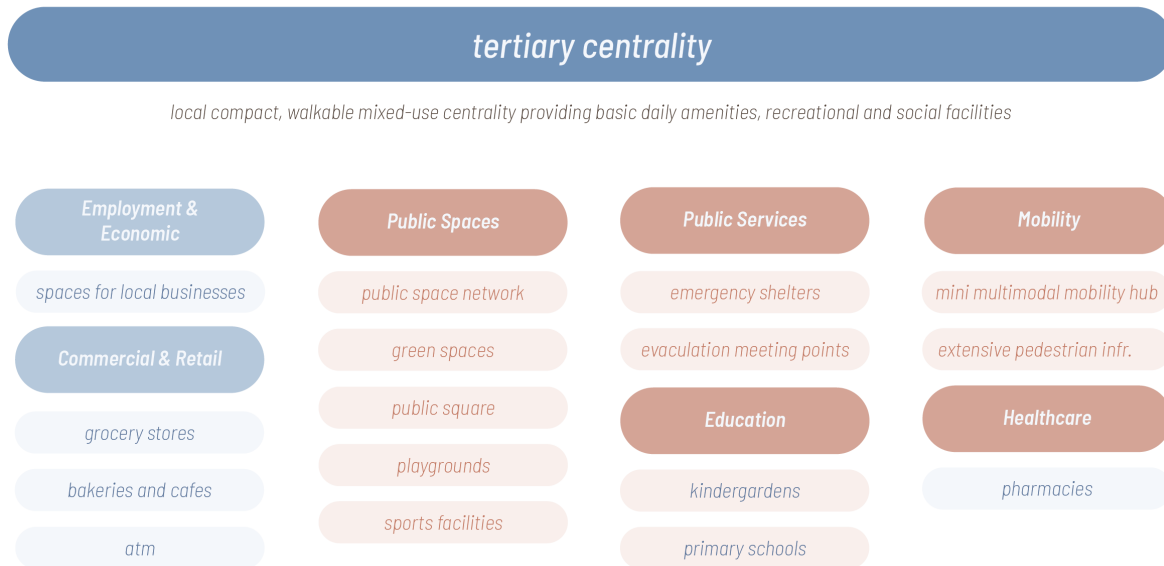 tertiary centrality
local compact, walkable mixed-use centrality providing basic daily amenities, recreational and social facilities
Employment &
Economic
spaces for local businesses
Commercial & Retail
grocery stores
bakeries and cafes
atm
Public Spaces
public space network
green spaces
public square
playgrounds
sports facilities
Public Services
emergency shelters
evaculation meeting points
Education
kindergardens
primary schools
Mobility
mini multimodal mobility hub
extensive pedestrian infr.
Healthcare
pharmacies